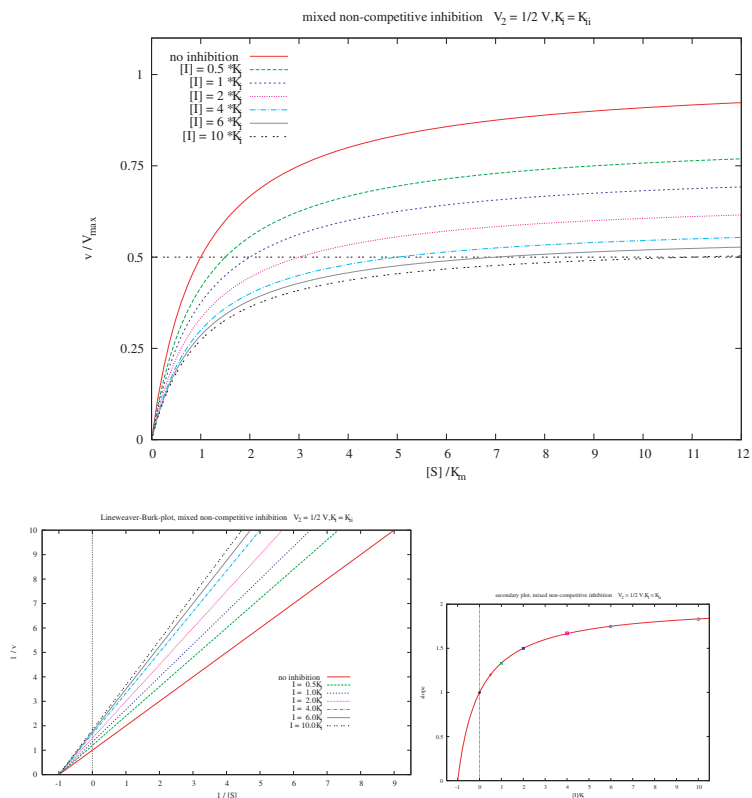 mixed non-competitive inhibition V₂ = 1/2 V, Kᵢ = Kᵢᵢ
no inhibition
[I] = 0.5 *Kᵢ
[I] = 1 *Kᵢ
[I] = 2 *Kᵢ
[I] = 4 *Kᵢ
[I] = 6 *Kᵢ
[I] = 10 *Kᵢ
1
0.75
0.5
0.25
0
v / Vmax
0 1 2 3 4 5 6 7 8 9 10 11 12
[S] / Km
Lineweaver-Burk-plot, mixed non-competitive inhibition V₂ = 1/2 V, Kᵢ = Kᵢᵢ
10
9
8
7
6
5
4
3
2
1
0
1 / v
no inhibition
I = 0.5Kᵢ
I = 1.0Kᵢ
I = 2.0Kᵢ
I = 4.0Kᵢ
I = 6.0Kᵢ
I = 10.0Kᵢ
-1 0 1 2 3 4 5 6 7 8 9
1 / [S]
secondary plot, mixed non-competitive inhibition V₂ = 1/2 V, Kᵢ = Kᵢᵢ
2
1.5
1
0.5
0
slope
-1 0 1 2 3 4 5 6 7 8 9 10
[I]/Kᵢ